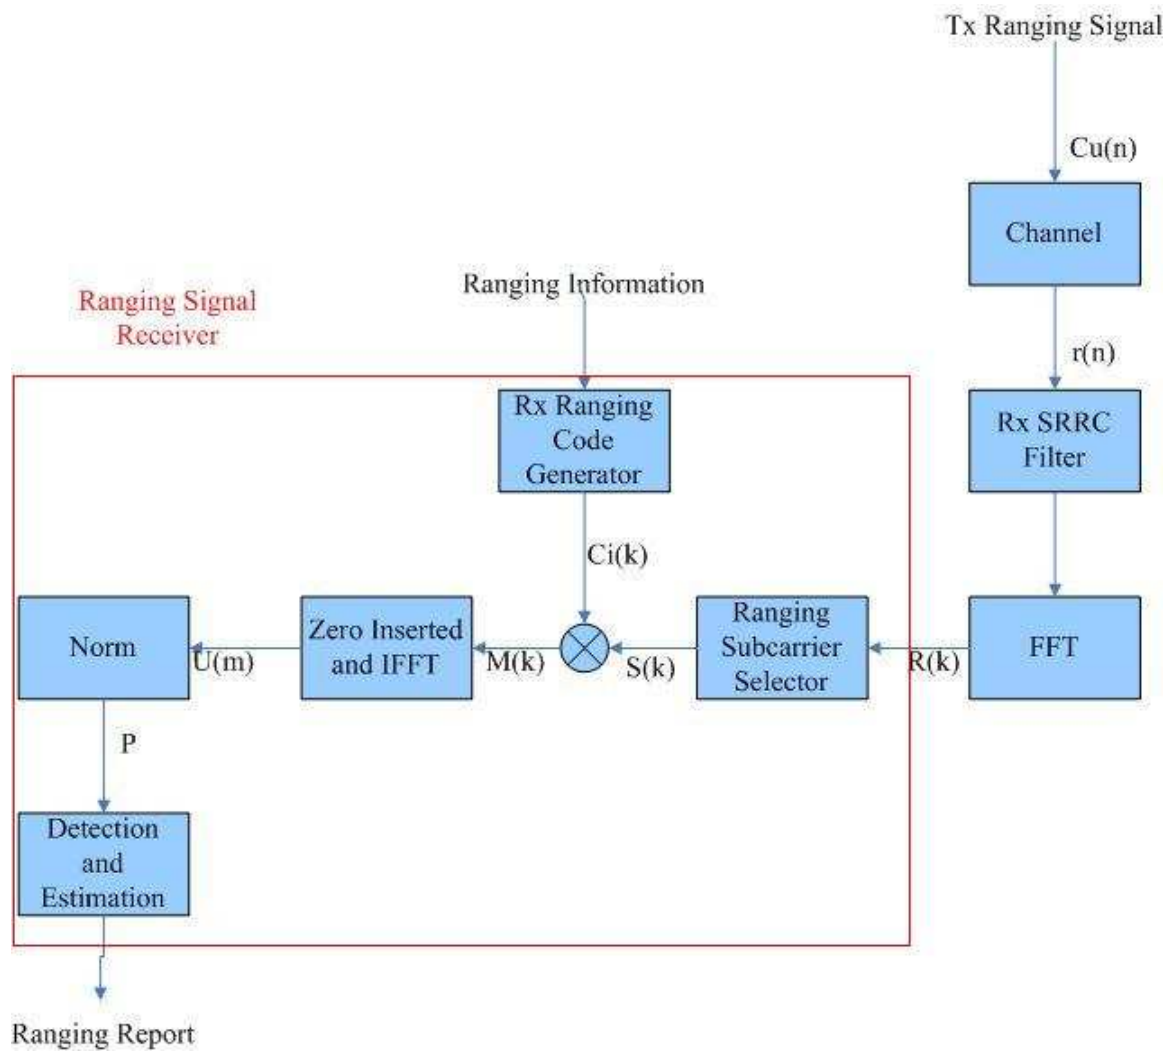 Tx Ranging Signal
Cu(n)
Channel
Ranging Information
Ranging Signal
Receiver
r(n)
Rx Ranging
Code
Generator
Rx SRRC
Filter
Ci(k)
Norm
U(m)
Zero Inserted
and IFFT
M(k)
S(k)
Ranging
Subcarrier
Selector
R(k)
FFT
P
Detection
and
Estimation
Ranging Report